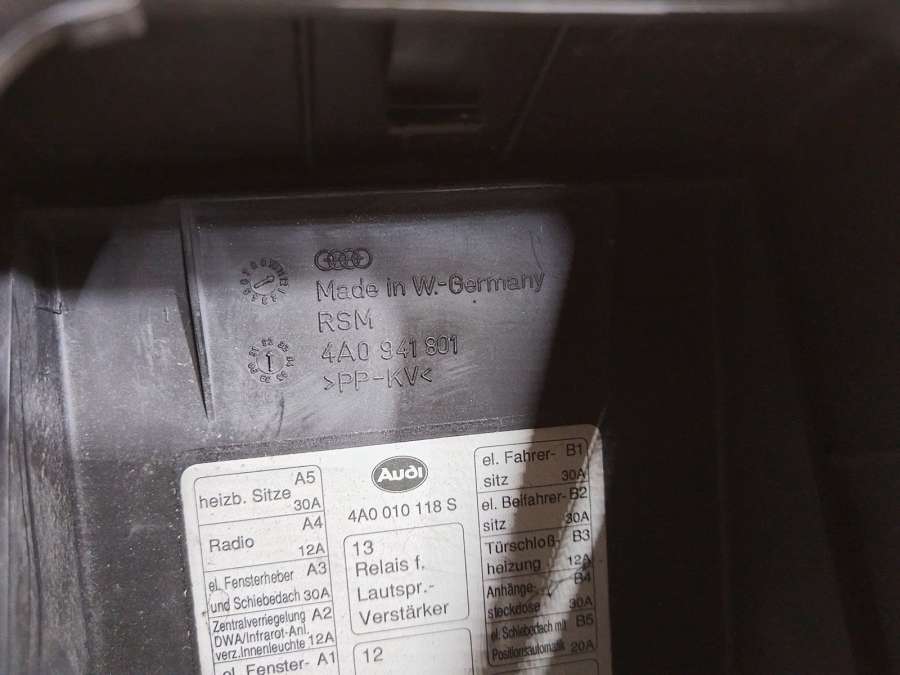 Made in W.-Germany
RSM
4A0 941 801
>PP-KV<
Audi
4A0 010 118 S
heizb. Sitze A5
30A
Radio A4
12A
el. Fensterheber A3
und Schiebedach 30A
Zentralverriegelung A2
DWA/Infrarot-Anl.
verz. Innenleuchte 12A
el. Fenster- A1
13
Relais f.
Lautspr.-
Verstärker
12
el. Fahrer- B1
sitz 30A
el. Beifahrer- B2
sitz 30A
Türschloß- B3
heizung 12A
Anhänge- B4
steckdose 30A
el. Schiebedach mit B5
Positionsautomatik 20A